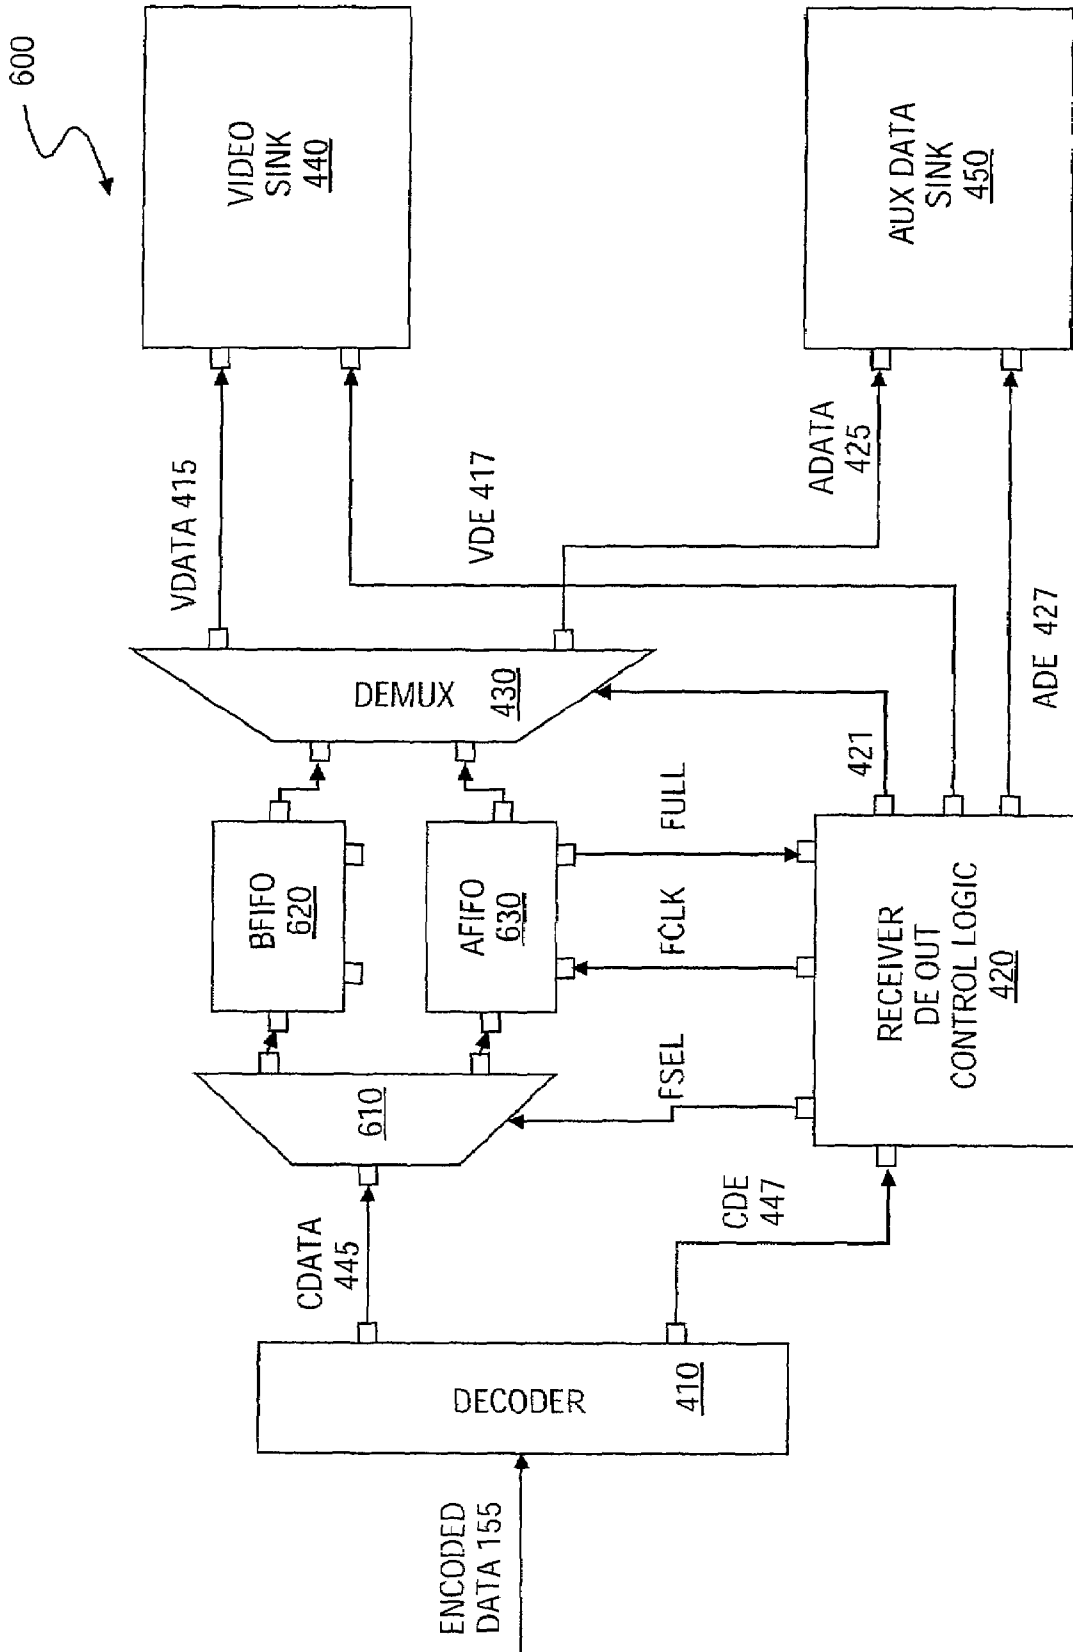 600
VIDEO
SINK
440
AUX DATA
SINK
450
VDATA 415
VDE 417
ADATA
425
ADE 427
DEMUX
430
421
BFIFO
620
AFIFO
630
FULL
FCLK
FSEL
RECEIVER
DE OUT
CONTROL LOGIC
420
610
CDATA
445
CDE
447
DECODER
410
ENCODED
DATA 155